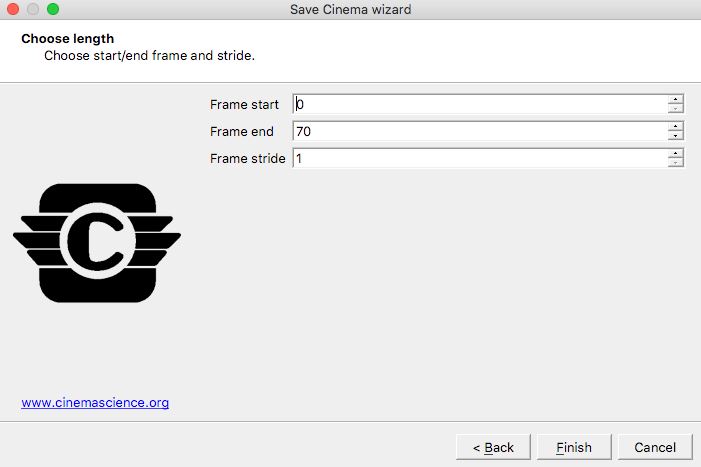 Save Cinema wizard
Choose length
Choose start/end frame and stride.
Frame start 0
Frame end 70
Frame stride 1
C
www.cinemascience.org
< Back Finish Cancel